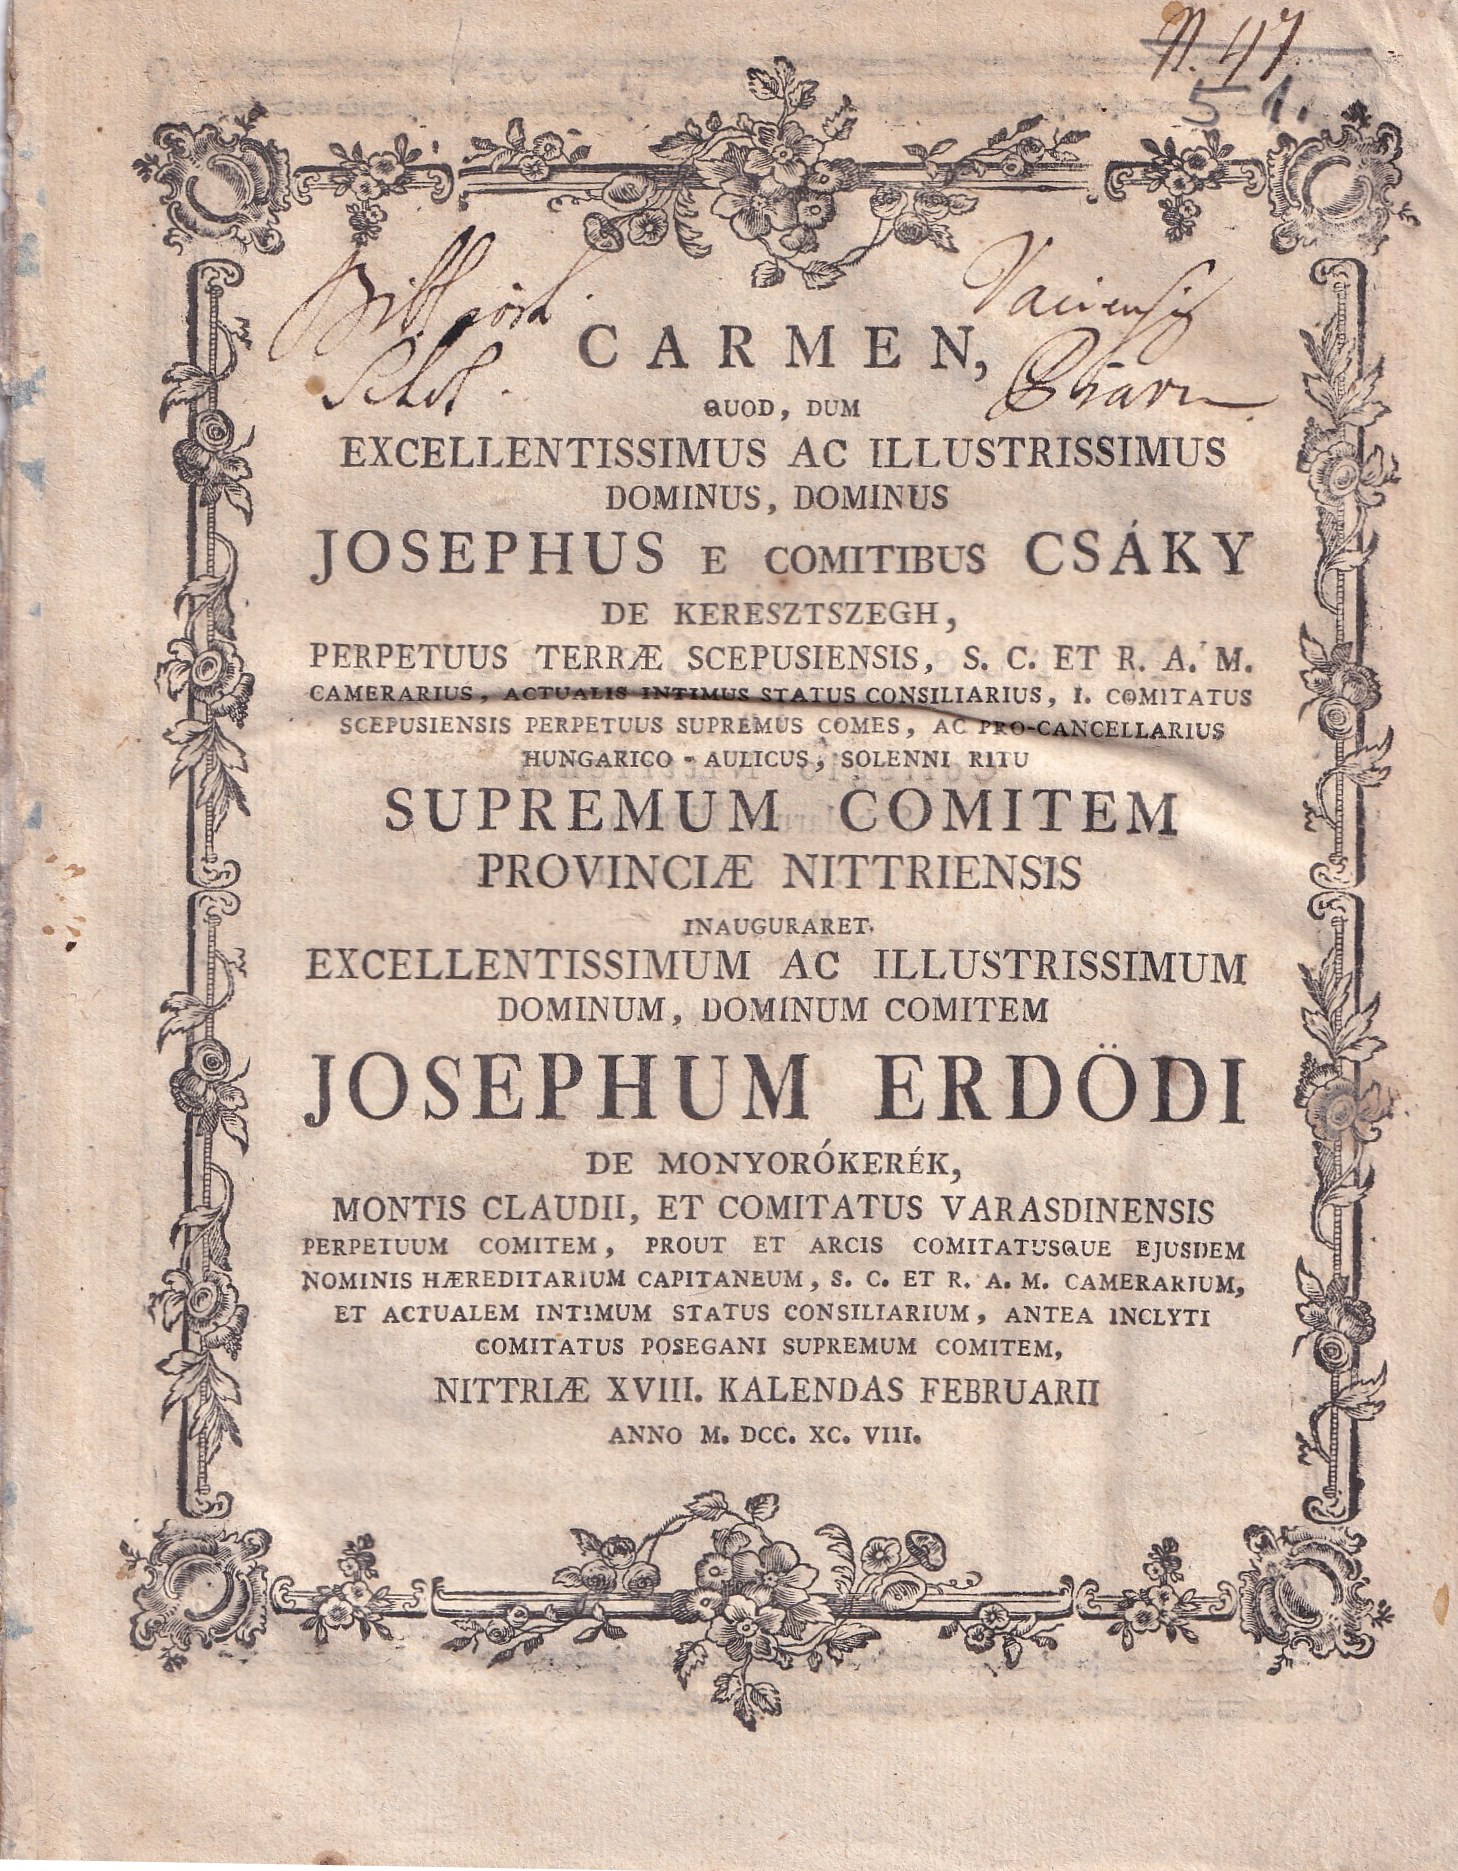 N. 47
51.
Vaciensis
Schol.
CARMEN,
QUOD, DUM
EXCELLENTISSIMUS AC ILLUSTRISSIMUS
DOMINUS, DOMINUS
JOSEPHUS E COMITIBUS CSÁKY
DE KERESZTSZEGH,
PERPETUUS TERRÆ SCEPUSIENSIS, S. C. ET R. A. M.
CAMERARIUS, ACTUALIS INTIMUS STATUS CONSILIARIUS, I. COMITATUS
SCEPUSIENSIS PERPETUUS SUPREMUS COMES, AC PRO-CANCELLARIUS
HUNGARICO - AULICUS, SOLENNI RITU
SUPREMUM COMITEM
PROVINCIÆ NITTRIENSIS
INAUGURARET,
EXCELLENTISSIMUM AC ILLUSTRISSIMUM
DOMINUM, DOMINUM COMITEM
JOSEPHUM ERDÖDI
DE MONYORÓKERÉK,
MONTIS CLAUDII, ET COMITATUS VARASDINENSIS
PERPETUUM COMITEM, PROUT ET ARCIS COMITATUSQUE EJUSDEM
NOMINIS HÆREDITARIUM CAPITANEUM, S. C. ET R. A. M. CAMERARIUM,
ET ACTUALEM INTIMUM STATUS CONSILIARIUM, ANTEA INCLYTI
COMITATUS POSEGANI SUPREMUM COMITEM,
NITTRIÆ XVIII. KALENDAS FEBRUARII
ANNO M. DCC. XC. VIII.